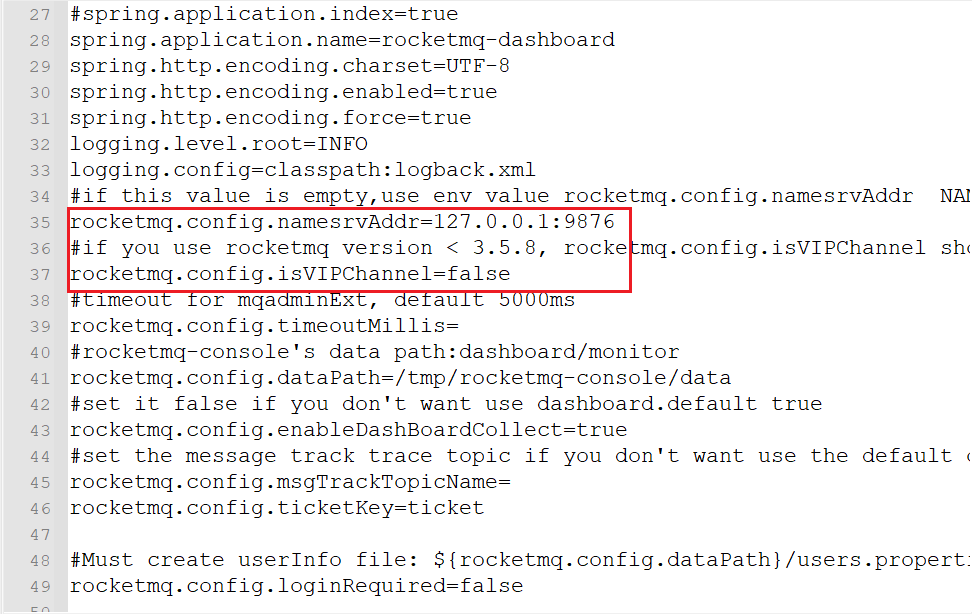 27 #spring.application.index=true
28 spring.application.name=rocketmq-dashboard
29 spring.http.encoding.charset=UTF-8
30 spring.http.encoding.enabled=true
31 spring.http.encoding.force=true
32 logging.level.root=INFO
33 logging.config=classpath:logback.xml
34 #if this value is empty,use env value rocketmq.config.namesrvAddr  NAM
35 rocketmq.config.namesrvAddr=127.0.0.1:9876
36 #if you use rocketmq version < 3.5.8, rocketmq.config.isVIPChannel sho
37 rocketmq.config.isVIPChannel=false
38 #timeout for mqadminExt, default 5000ms
39 rocketmq.config.timeoutMillis=
40 #rocketmq-console's data path:dashboard/monitor
41 rocketmq.config.dataPath=/tmp/rocketmq-console/data
42 #set it false if you don't want use dashboard.default true
43 rocketmq.config.enableDashBoardCollect=true
44 #set the message track trace topic if you don't want use the default
45 rocketmq.config.msgTrackTopicName=
46 rocketmq.config.ticketKey=ticket
47
48 #Must create userInfo file: ${rocketmq.config.dataPath}/users.properti
49 rocketmq.config.loginRequired=false